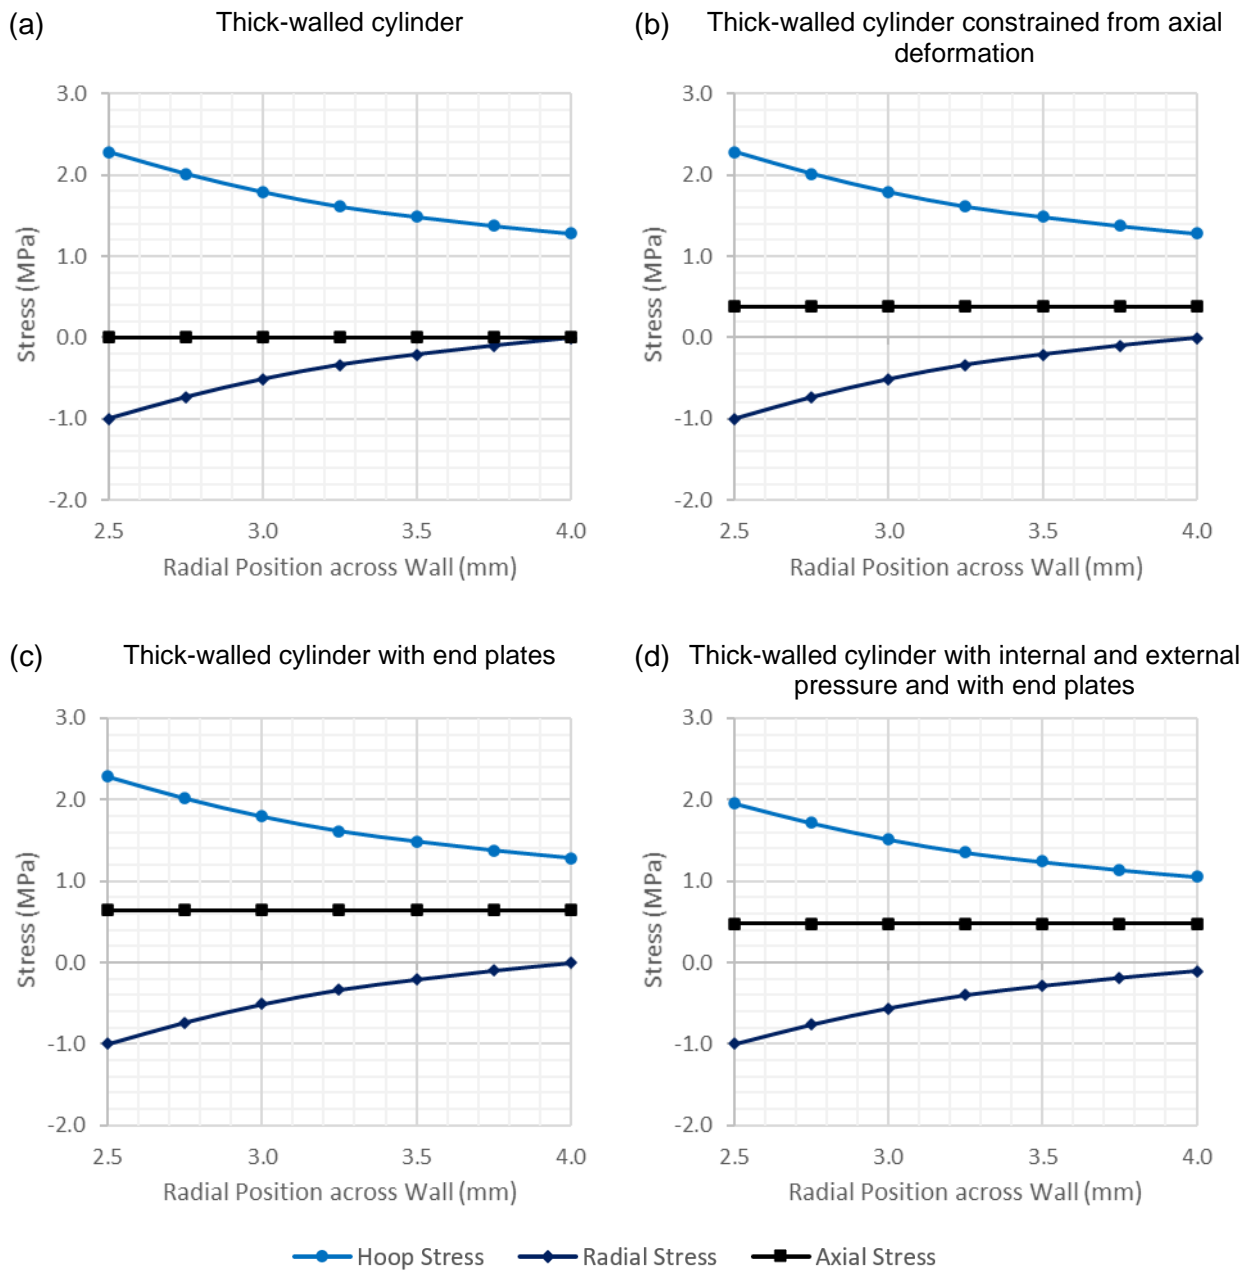 (a) Thick-walled cylinder
3.0
2.0
1.0
0.0
-1.0
-2.0
Stress (MPa)
2.5 3.0 3.5 4.0
Radial Position across Wall (mm)
(b) Thick-walled cylinder constrained from axial
deformation
3.0
2.0
1.0
0.0
-1.0
-2.0
Stress (MPa)
2.5 3.0 3.5 4.0
Radial Position across Wall (mm)
(c) Thick-walled cylinder with end plates
3.0
2.0
1.0
0.0
-1.0
-2.0
Stress (MPa)
2.5 3.0 3.5 4.0
Radial Position across Wall (mm)
(d) Thick-walled cylinder with internal and external
pressure and with end plates
3.0
2.0
1.0
0.0
-1.0
-2.0
Stress (MPa)
2.5 3.0 3.5 4.0
Radial Position across Wall (mm)
Hoop Stress Radial Stress Axial Stress